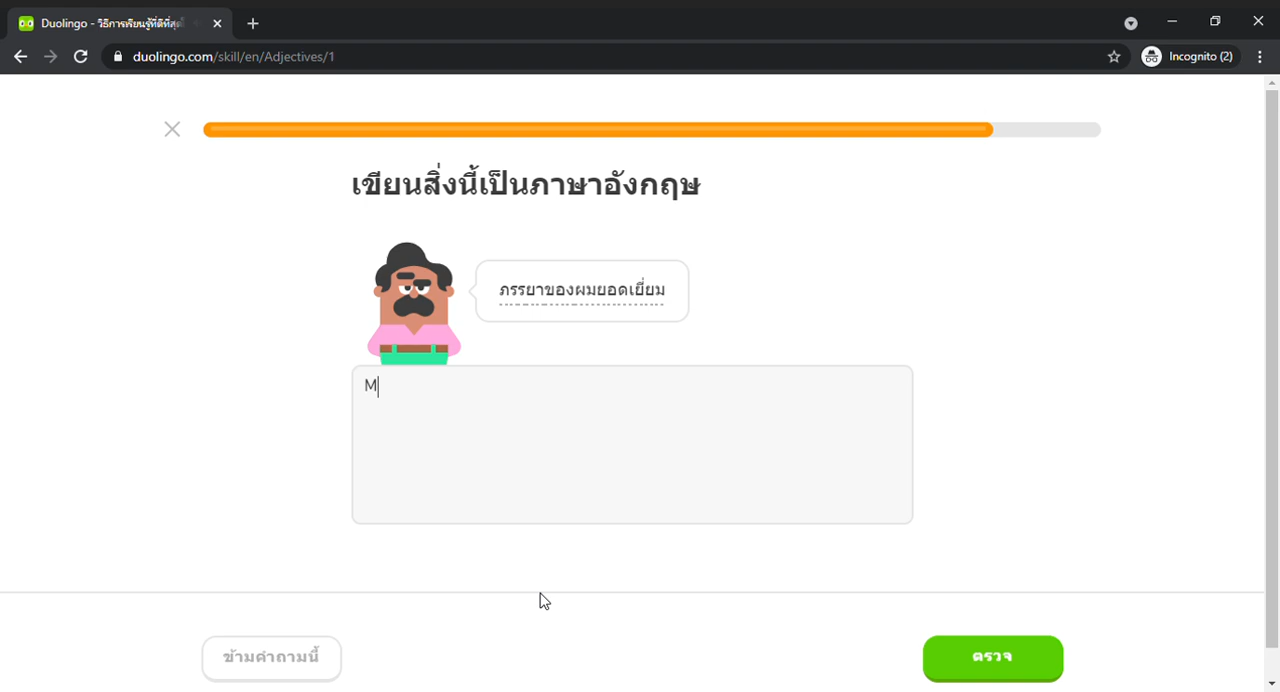 Duolingo - วิธีการเรียนรู้ที่ดีที่สุด
duolingo.com/skill/en/Adjectives/1
Incognito (2)
เขียนสิ่งนี้เป็นภาษาอังกฤษ
ภรรยาของผมยอดเยี่ยม
M
ข้ามคำถามนี้
ตรวจ